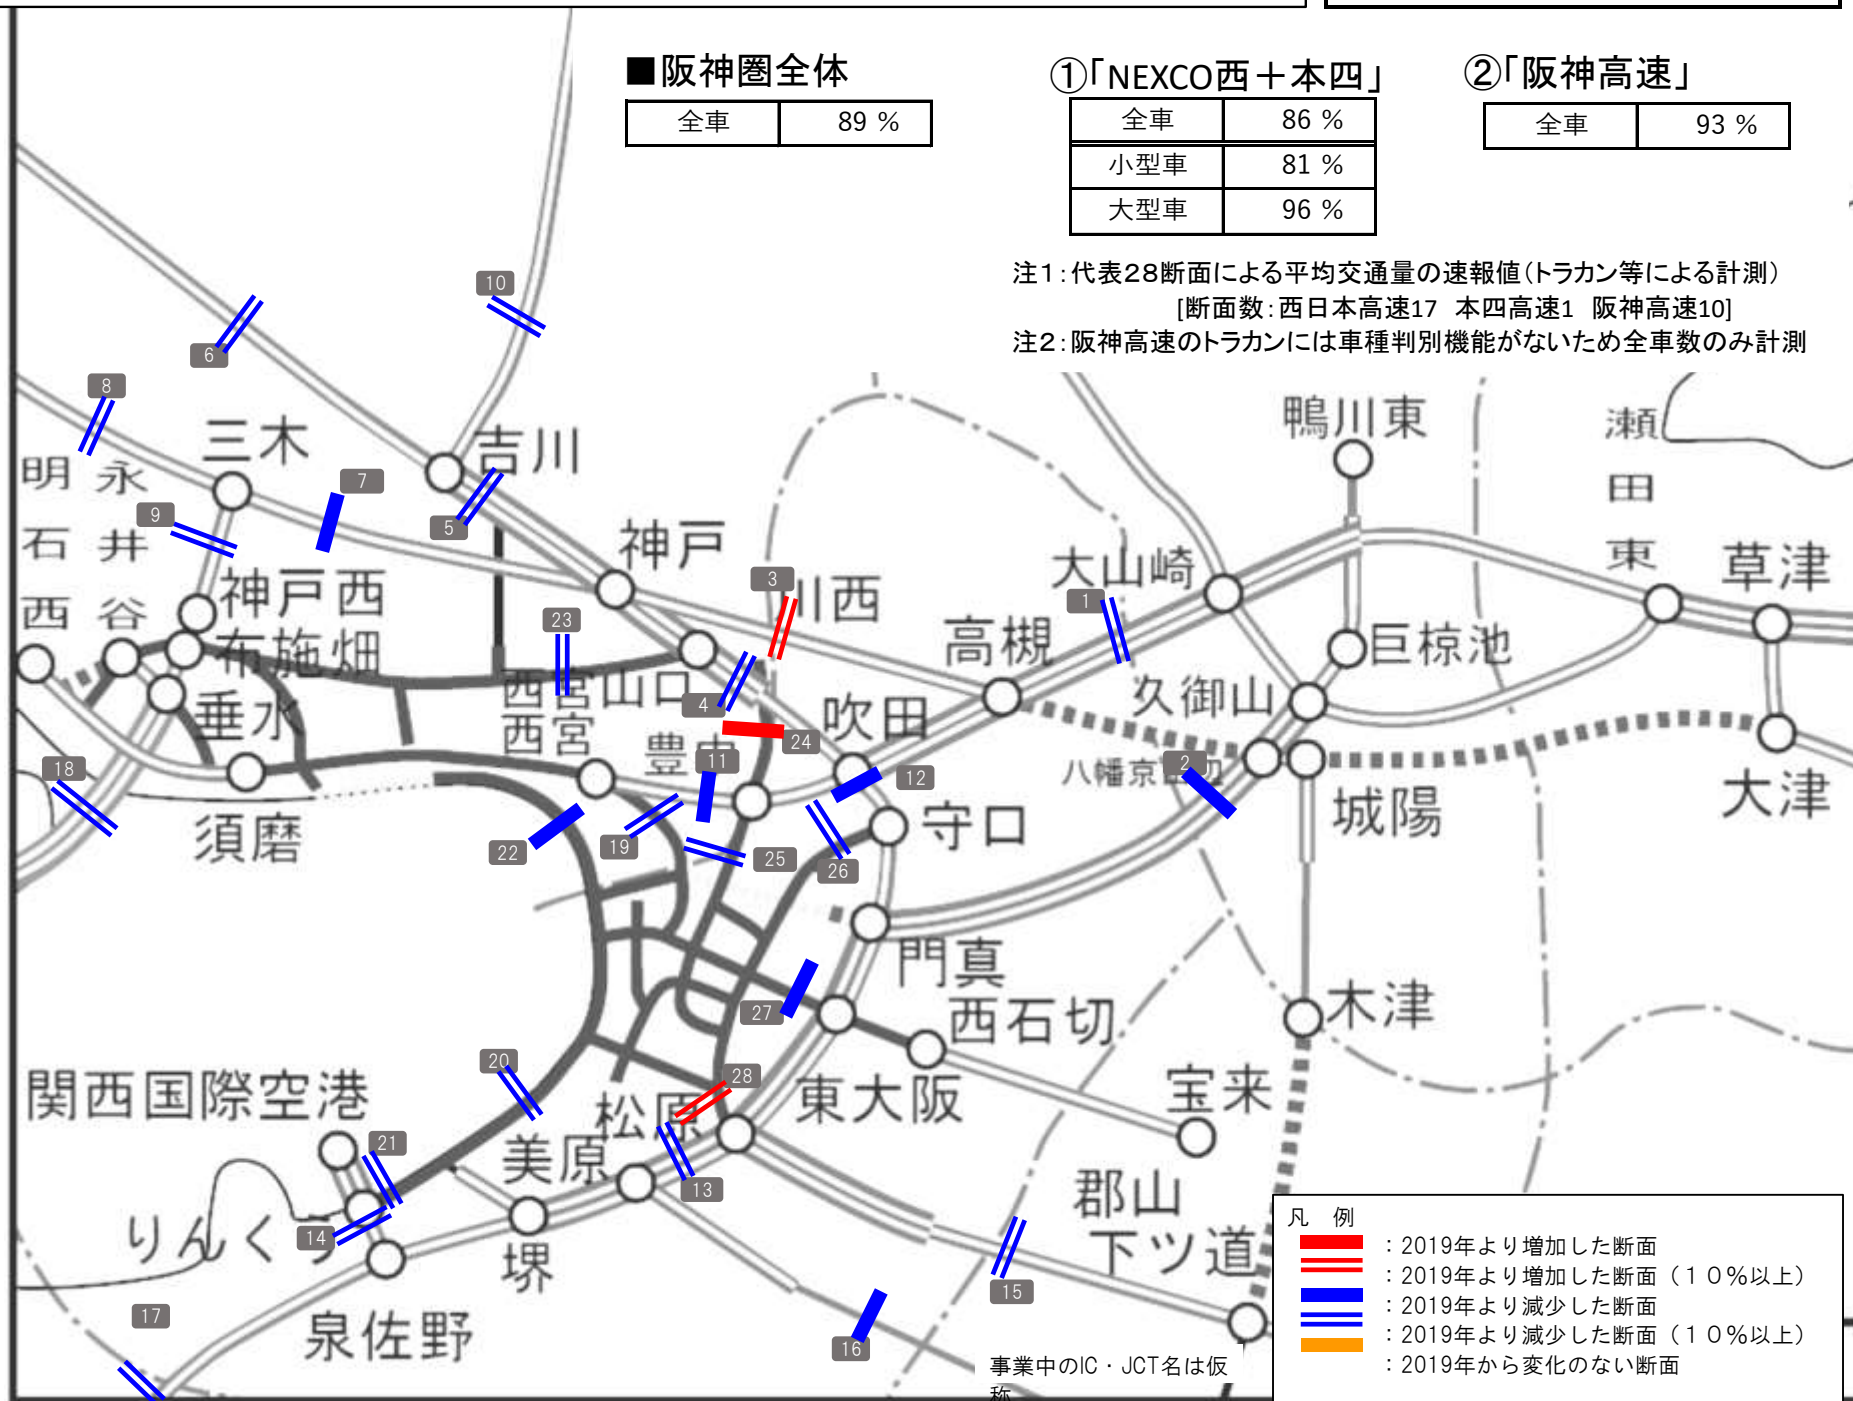 ■阪神圏全体
全車 89 %
①「NEXCO西＋本四」
全車 86 %
小型車 81 %
大型車 96 %
②「阪神高速」
全車 93 %
注１：代表２８断面による平均交通量の速報値（トラカン等による計測）
[断面数：西日本高速17 本四高速1 阪神高速10]
注２：阪神高速のトラカンには車種判別機能がないため全車数のみ計測
10
6
8
三木
吉川
7
鴨川東
瀬田東
明石西
永井谷
9
5
神戸
3
川西
大山崎
1
草津
神戸西
布施畑
23
高槻
巨椋池
西宮山口
西宮
4
久御山
垂水
吹田
24
豊中
11
12
八幡京田辺
2
18
大津
須磨
城陽
守口
22
19
25
26
門真
27
西石切
木津
20
28
関西国際空港
松原
東大阪
宝来
21
美原
13
郡山
下ツ道
りんくう
14
堺
15
17
泉佐野
16
事業中のIC・JCT名は仮
称
凡 例
：2019年より増加した断面
：2019年より増加した断面（１０％以上）
：2019年より減少した断面
：2019年より減少した断面（１０％以上）
：2019年から変化のない断面